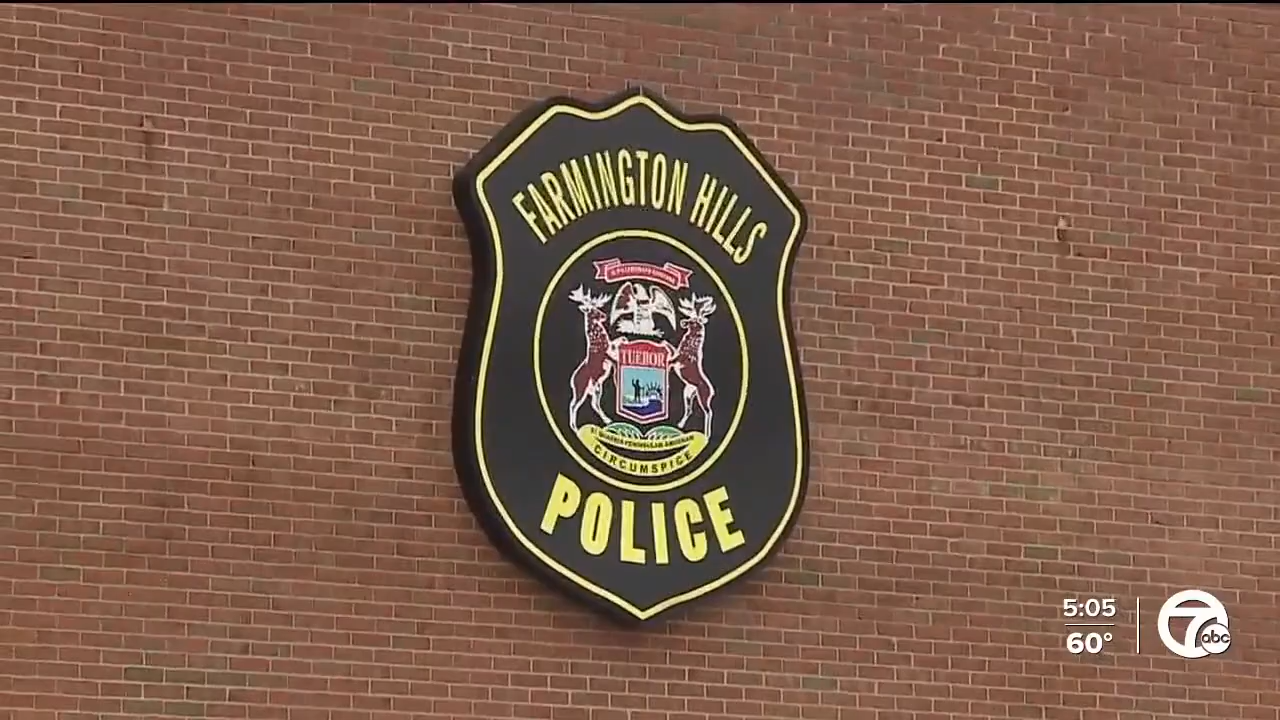 FARMINGTON HILLS
TUEBOR
CIRCUMSPICE
POLICE
5:05
60°
7 abc